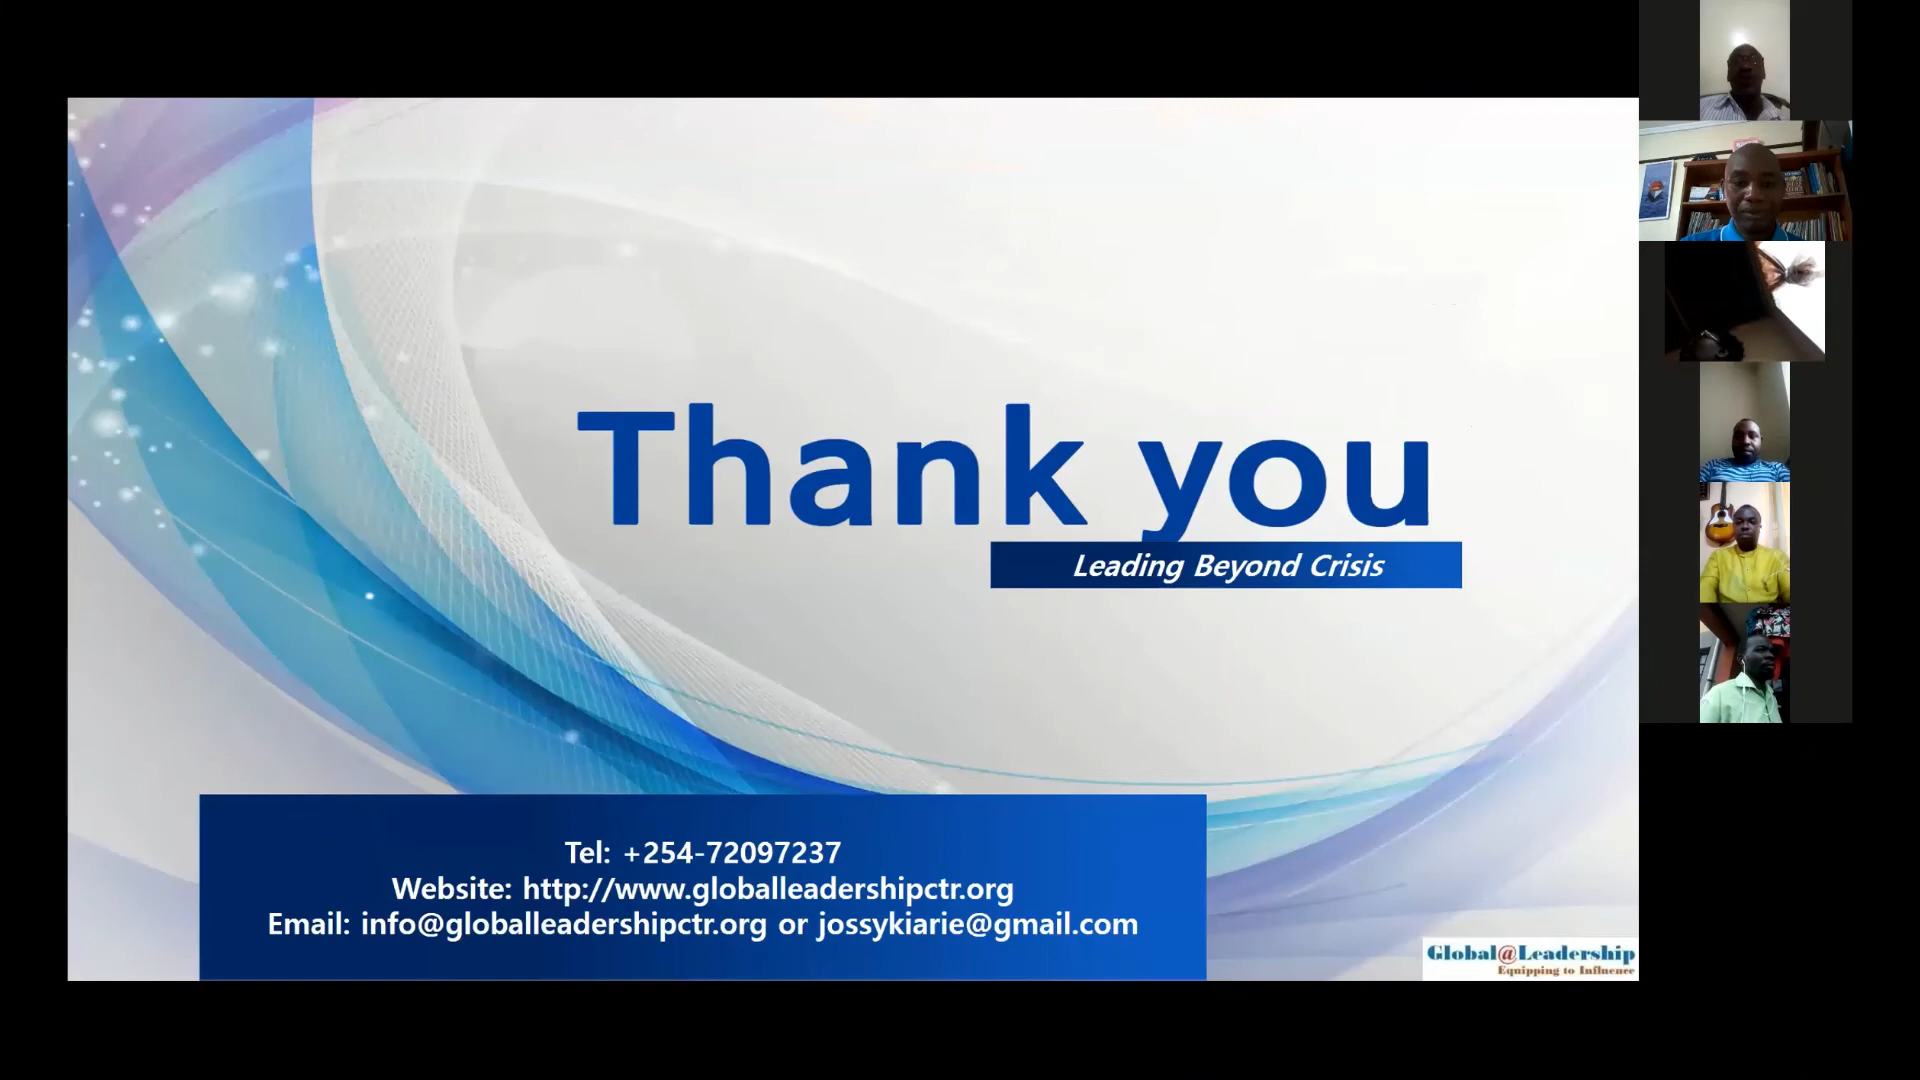 Thank you
Leading Beyond Crisis
Tel: +254-72097237
Website: http://www.globalleadershipctr.org
Email: info@globalleadershipctr.org or jossykiarie@gmail.com
Global@Leadership
Equipping to Influence